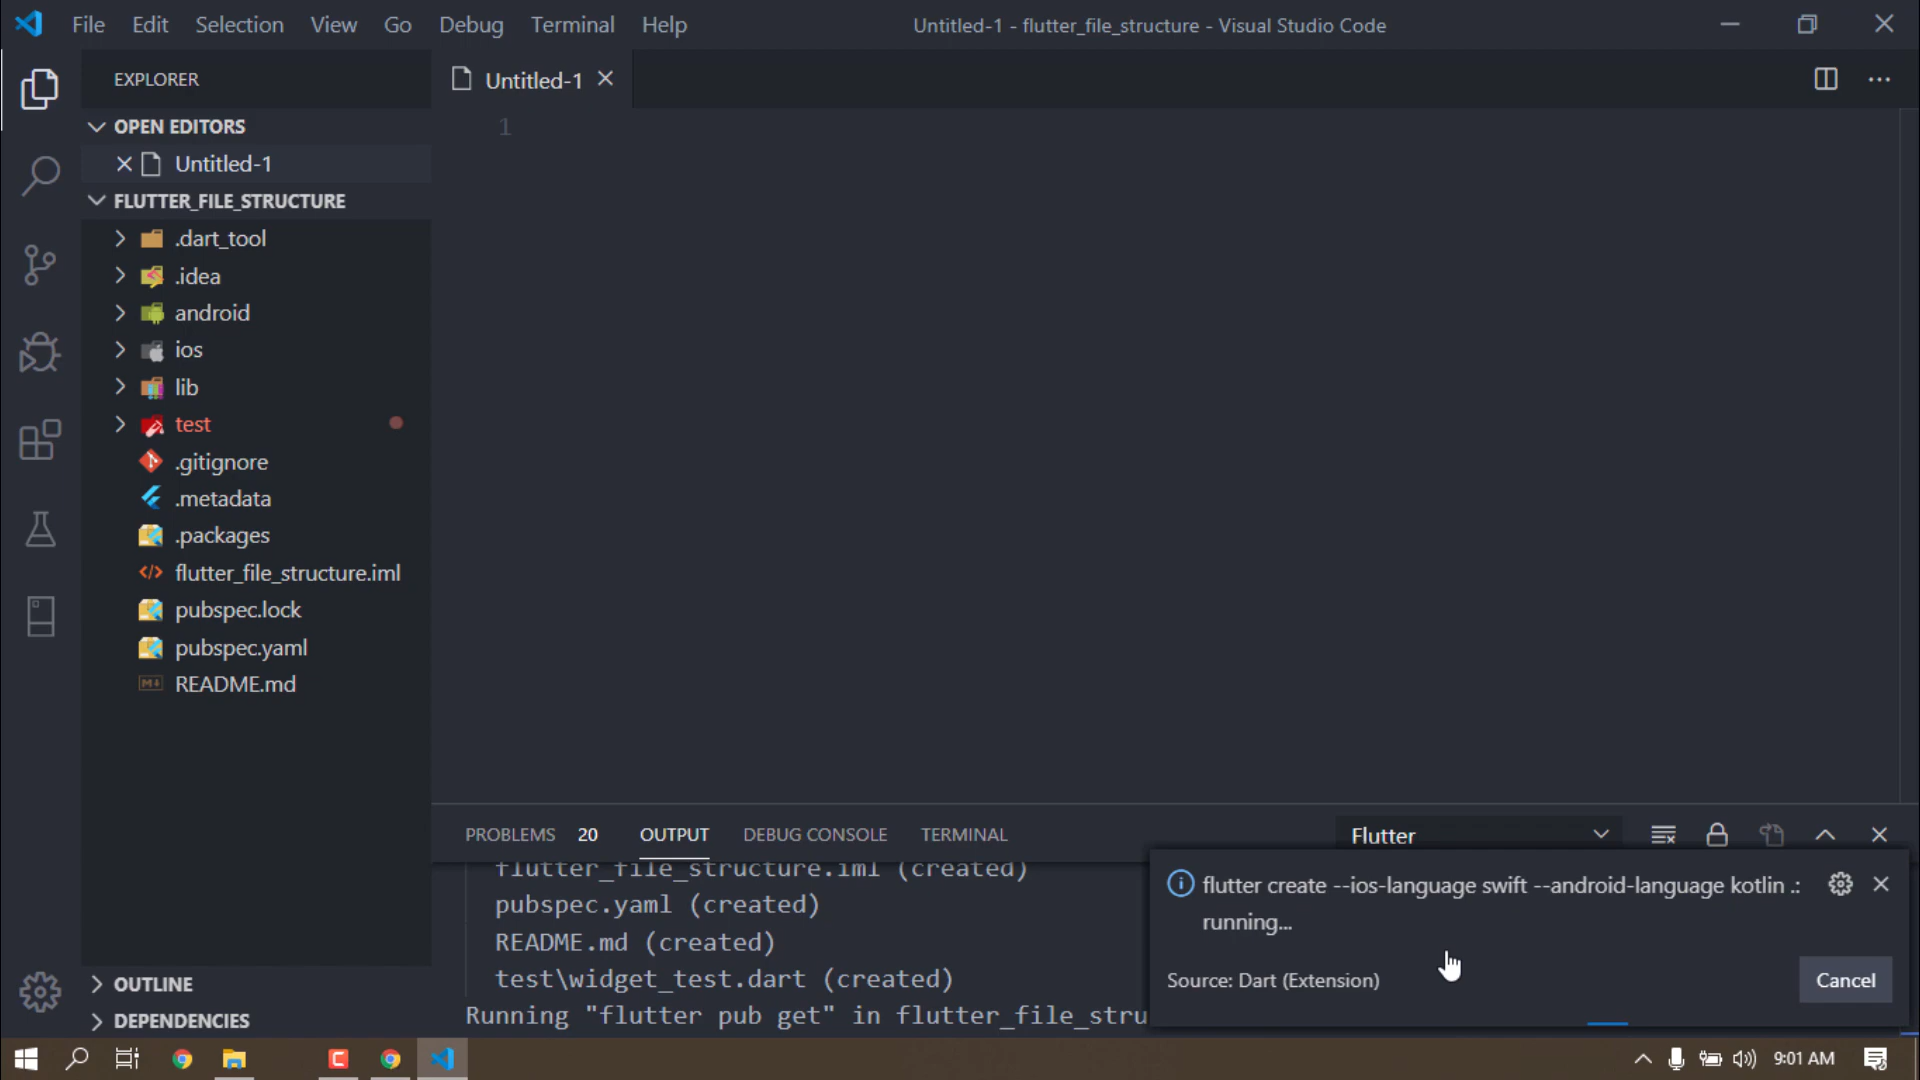 File Edit Selection View Go Debug Terminal Help
Untitled-1 - flutter_file_structure - Visual Studio Code
EXPLORER
OPEN EDITORS
Untitled-1
FLUTTER_FILE_STRUCTURE
.dart_tool
.idea
android
ios
lib
test
.gitignore
.metadata
.packages
flutter_file_structure.iml
pubspec.lock
pubspec.yaml
README.md
OUTLINE
DEPENDENCIES
Untitled-1
1
PROBLEMS 20 OUTPUT DEBUG CONSOLE TERMINAL
Flutter
flutter_file_structure.iml (created)
pubspec.yaml (created)
README.md (created)
test\widget_test.dart (created)
Running "flutter pub get" in flutter_file_stru
flutter create --ios-language swift --android-language kotlin .:
running...
Source: Dart (Extension)
Cancel
9:01 AM